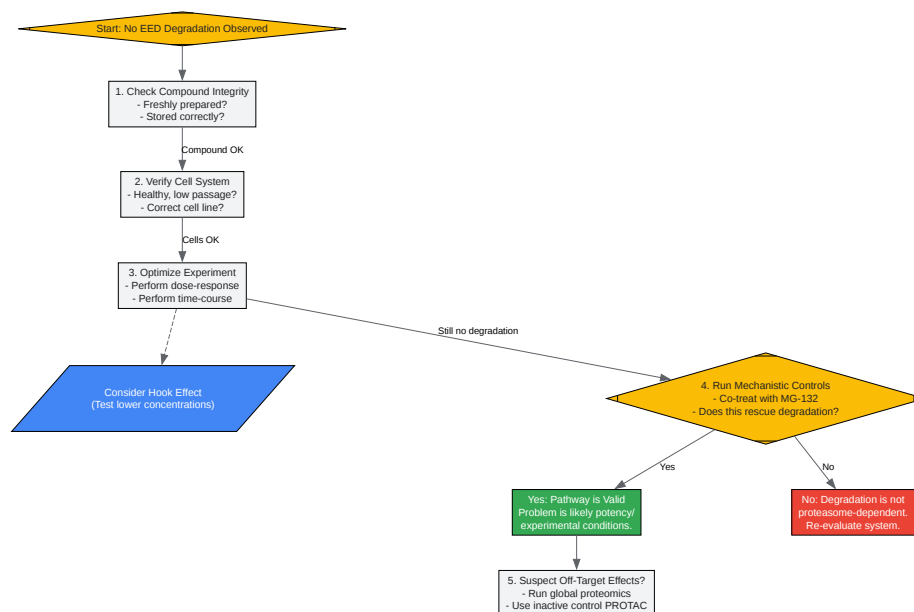 Start: No EED Degradation Observed
1. Check Compound Integrity
- Freshly prepared?
- Stored correctly?
Compound OK
2. Verify Cell System
- Healthy, low passage?
- Correct cell line?
Cells OK
3. Optimize Experiment
- Perform dose-response
- Perform time-course
Still no degradation
Consider Hook Effect
(Test lower concentrations)
4. Run Mechanistic Controls
- Co-treat with MG-132
- Does this rescue degradation?
Yes
No
Yes: Pathway is Valid
Problem is likely potency/
experimental conditions.
No: Degradation is not
proteasome-dependent.
Re-evaluate system.
5. Suspect Off-Target Effects?
- Run global proteomics
- Use inactive control PROTAC